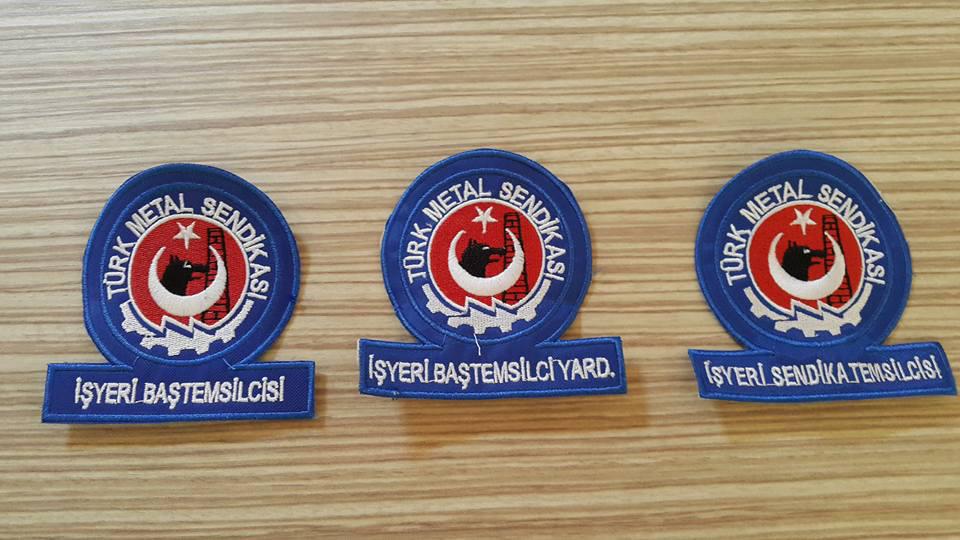 TÜRK METAL SENDİKASI
İŞYERİ BAŞTEMSİLCİSİ
TÜRK METAL SENDİKASI
İŞYERİ BAŞTEMSİLCİ YARD.
TÜRK METAL SENDİKASI
İŞYERİ SENDİKA TEMSİLCİSİ